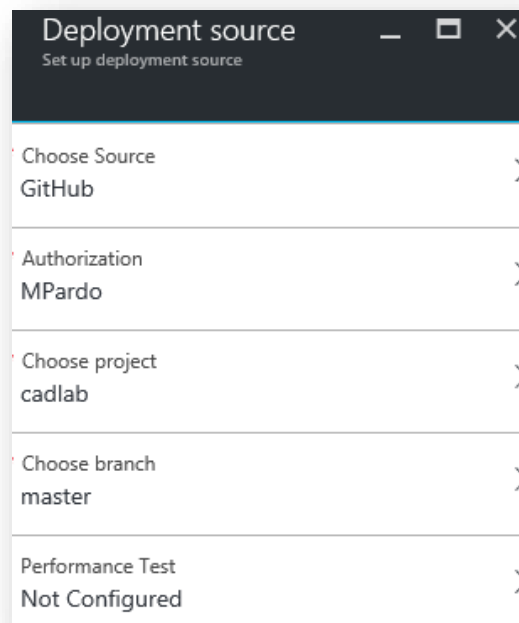 Deployment source
Set up deployment source
Choose Source
GitHub
Authorization
MPardo
Choose project
cadlab
Choose branch
master
Performance Test
Not Configured